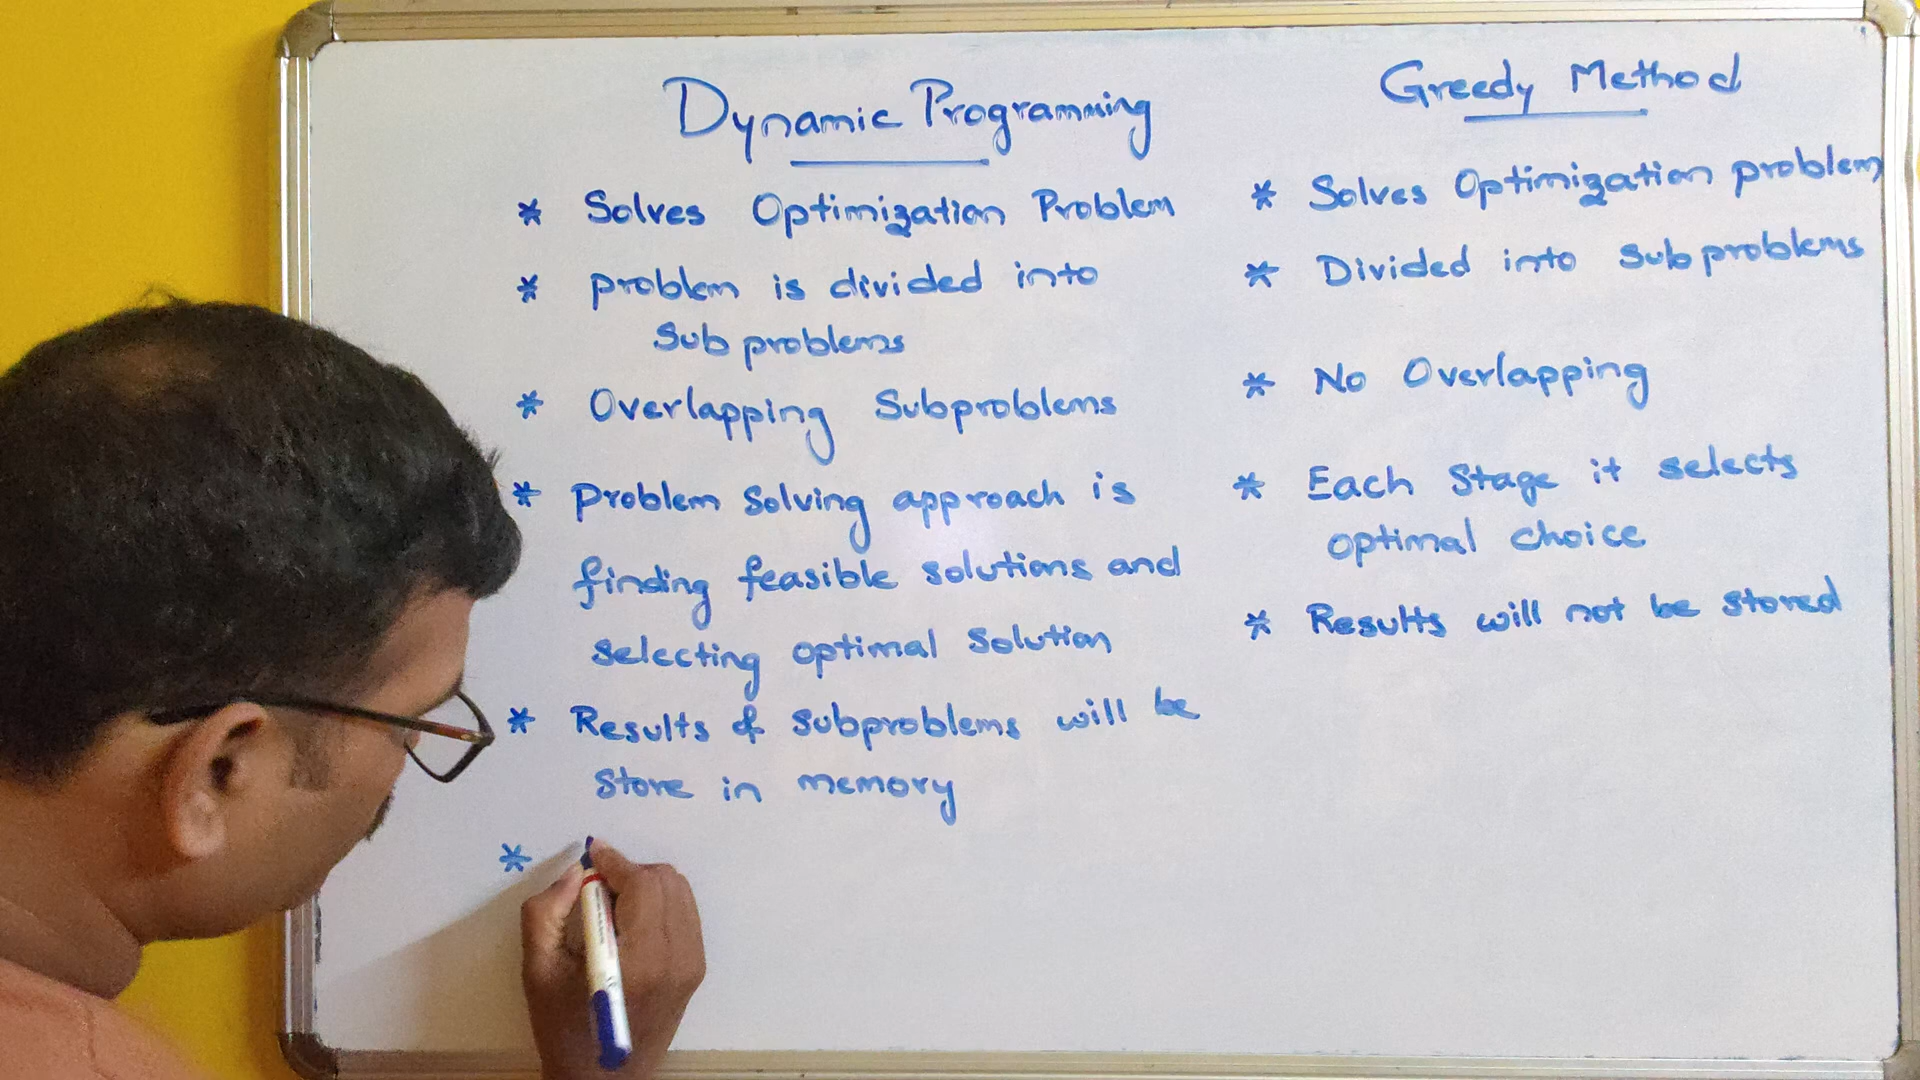 Dynamic Programming
* Solves Optimization Problem
* problem is divided into
Sub problems
* Overlapping Subproblems
* Problem Solving approach is
finding feasible solutions and
selecting optimal Solution
* Results of subproblems will be
store in memory
*
Greedy Method
* Solves Optimization problem
* Divided into Subproblems
* No Overlapping
* Each Stage it selects
optimal choice
* Results will not be stored